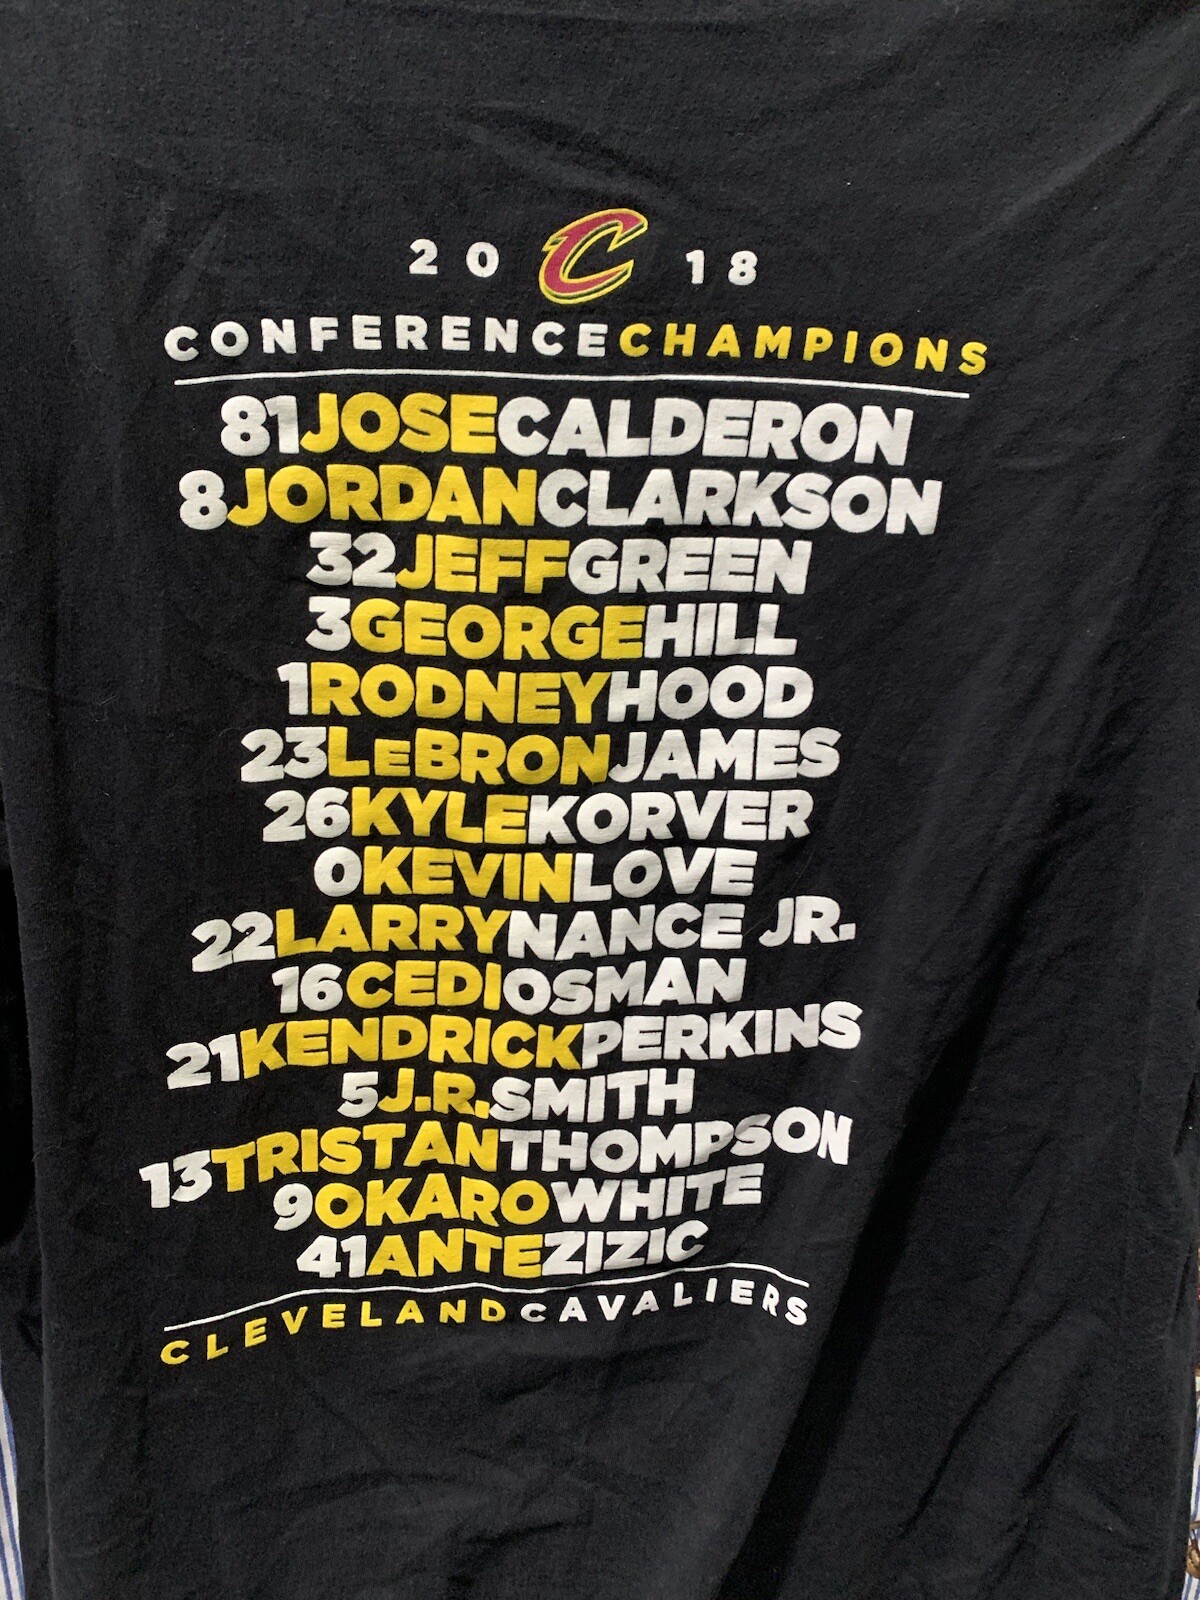 20 C 18
CONFERENCECHAMPIONS
81JOSECALDERON
8JORDANCLARKSON
32JEFFGREEN
3GEORGEHILL
1RODNEYHOOD
23LeBRONJAMES
26KYLEKORVER
0KEVINLOVE
22LARRYNANCE JR.
16CEDIOSMAN
21KENDRICKPERKINS
5J.R.SMITH
13TRISTANTHOMPSON
9OKAROWHITE
41ANTEZIZIC
CLEVELANDCAVALIERS